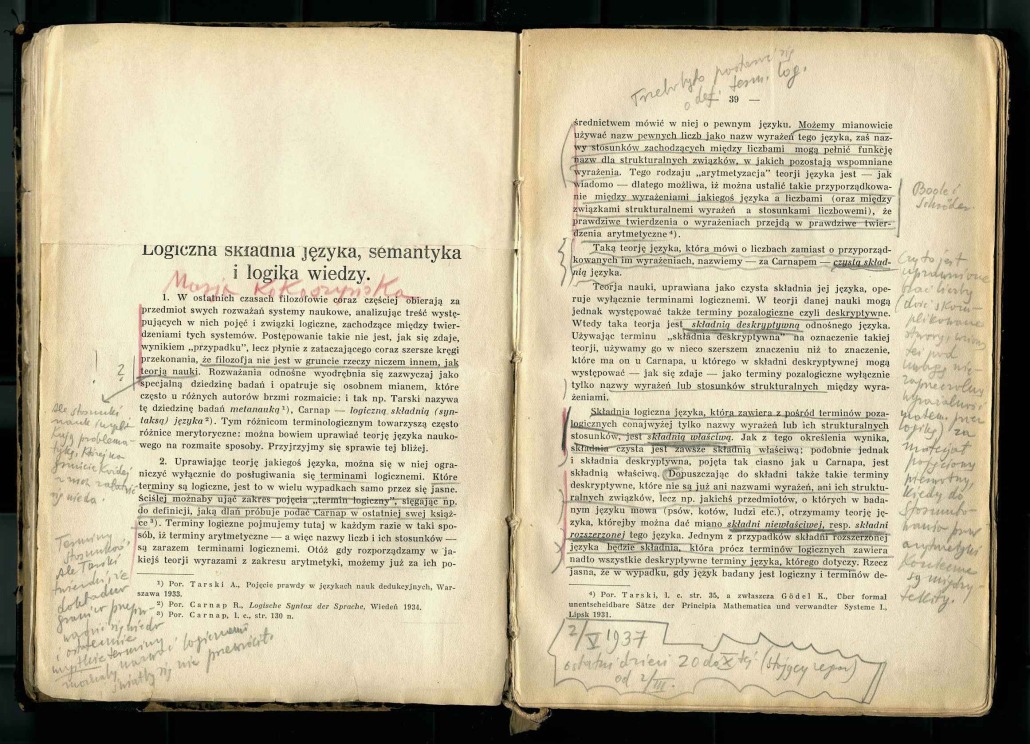 Logiczna składnia języka, semantyka
i logika wiedzy.
1. W ostatnich czasach filozofowie coraz częściej obierają za
przedmiot swych rozważań systemy naukowe, analizując treść wystę-
pujących w nich pojęć i związki logiczne, zachodzące między twier-
dzeniami tych systemów. Postępowanie takie nie jest, jak się zdaje,
wynikiem „przypadku”, lecz płynie z zataczającego coraz szersze kręgi
przekonania, że filozofja nie jest w gruncie rzeczy niczem innem, jak
teorją nauki. Rozważania odnośne wyodrębnia się zazwyczaj jako
specjalną dziedzinę badań i opatruje się osobnem mianem, które
często u różnych autorów brzmi rozmaicie: i tak np. Tarski nazywa
tę dziedzinę badań metanauką ¹), Carnap — logiczną składnią (syn-
taksą) języka ²). Tym różnicom terminologicznym towarzyszą często
różnice merytoryczne: można bowiem uprawiać teorję języka nauko-
wego na rozmaite sposoby. Przyjrzyjmy się sprawie tej bliżej.
2. Uprawiając teorję jakiegoś języka, można się w niej ogra-
niczyć wyłącznie do posługiwania się terminami logicznemi. Które
terminy są logiczne, jest to w wielu wypadkach samo przez się jasne.
Ściślej możnaby ująć zakres pojęcia „termin logiczny”, sięgając np.
do definicji, jaką dlań próbuje podać Carnap w ostatniej swej książ-
ce ³). Terminy logiczne pojmujemy tutaj w każdym razie w taki spo-
sób, iż terminy arytmetyczne — a więc nazwy liczb i ich stosunków —
są zarazem terminami logicznemi. Otóż gdy rozporządzamy w ja-
kiejś teorji wyrazami z zakresu arytmetyki, możemy już za ich po-
¹) Por. Tarski A., Pojęcie prawdy w językach nauk dedukcyjnych, War-
szawa 1933.
²) Por. Carnap R., Logische Syntax der Sprache, Wiedeń 1934.
³) Por. Carnap, l. c., str. 130 n.
— 39 —
średnictwem mówić w niej o pewnym języku. Możemy mianowicie
używać nazw pewnych liczb jako nazw wyrażeń tego języka, zaś naz-
wy stosunków zachodzących między liczbami mogą pełnić funkcję
nazw dla strukturalnych związków, w jakich pozostają wspomniane
wyrażenia. Tego rodzaju „arytmetyzacja” teorji języka jest — jak
wiadomo — dlatego możliwa, iż można ustalić takie przyporządkowa-
nie między wyrażeniami jakiegoś języka a liczbami (oraz między
związkami strukturalnemi wyrażeń a stosunkami liczbowemi), że
prawdziwe twierdzenia o wyrażeniach przejdą w prawdziwe twier-
dzenia arytmetyczne ⁴).
Taką teorję języka, która mówi o liczbach zamiast o przyporząd-
kowanych im wyrażeniach, nazwiemy — za Carnapem — czystą skład-
nią języka.
Teorja nauki, uprawiana jako czysta składnia jej języka, ope-
ruje wyłącznie terminami logicznemi. W teorji danej nauki mogą
jednak występować także terminy pozalogiczne czyli deskryptywne.
Wtedy taka teorja jest składnią deskryptywną odnośnego języka.
Używając terminu „składnia deskryptywna” na oznaczenie takiej
teorji, używamy go w nieco szerszem znaczeniu niż to znaczenie,
które ma on u Carnapa, u którego w składni deskryptywnej mogą
występować — jak się zdaje — jako terminy pozalogiczne wyłącznie
tylko nazwy wyrażeń lub stosunków strukturalnych między wyra-
żeniami.
Składnia logiczna języka, która zawiera z pośród terminów poza-
logicznych conajwyżej tylko nazwy wyrażeń lub ich strukturalnych
stosunków, jest składnią właściwą. Jak z tego określenia wynika,
składnia czysta jest zawsze składnią właściwą; podobnie jednak
i składnia deskryptywna, pojęta tak ciasno jak u Carnapa, jest
składnią właściwą. Dopuszczając do składni także takie terminy
deskryptywne, które nie są już ani nazwami wyrażeń, ani ich struktu-
ralnych związków, lecz np. jakichś przedmiotów, o których w bada-
nym języku mowa (psów, kotów, ludzi etc.), otrzymamy teorję ję-
zyka, którejby można dać miano składni niewłaściwej, resp. składni
rozszerzonej tego języka. Jednym z przypadków składni rozszerzonej
języka będzie składnia, która prócz terminów logicznych zawiera
nadto wszystkie deskryptywne terminy języka, którego dotyczy. Rzecz
jasna, że w wypadku, gdy język badany jest logiczny i terminów de-
⁴) Por. Tarski, l. c. str. 35, a zwłaszcza Gödel K., Über formal
unentscheidbare Sätze der Principia Mathematica und verwandter Systeme I.,
Lipsk 1931.
2/V 1937